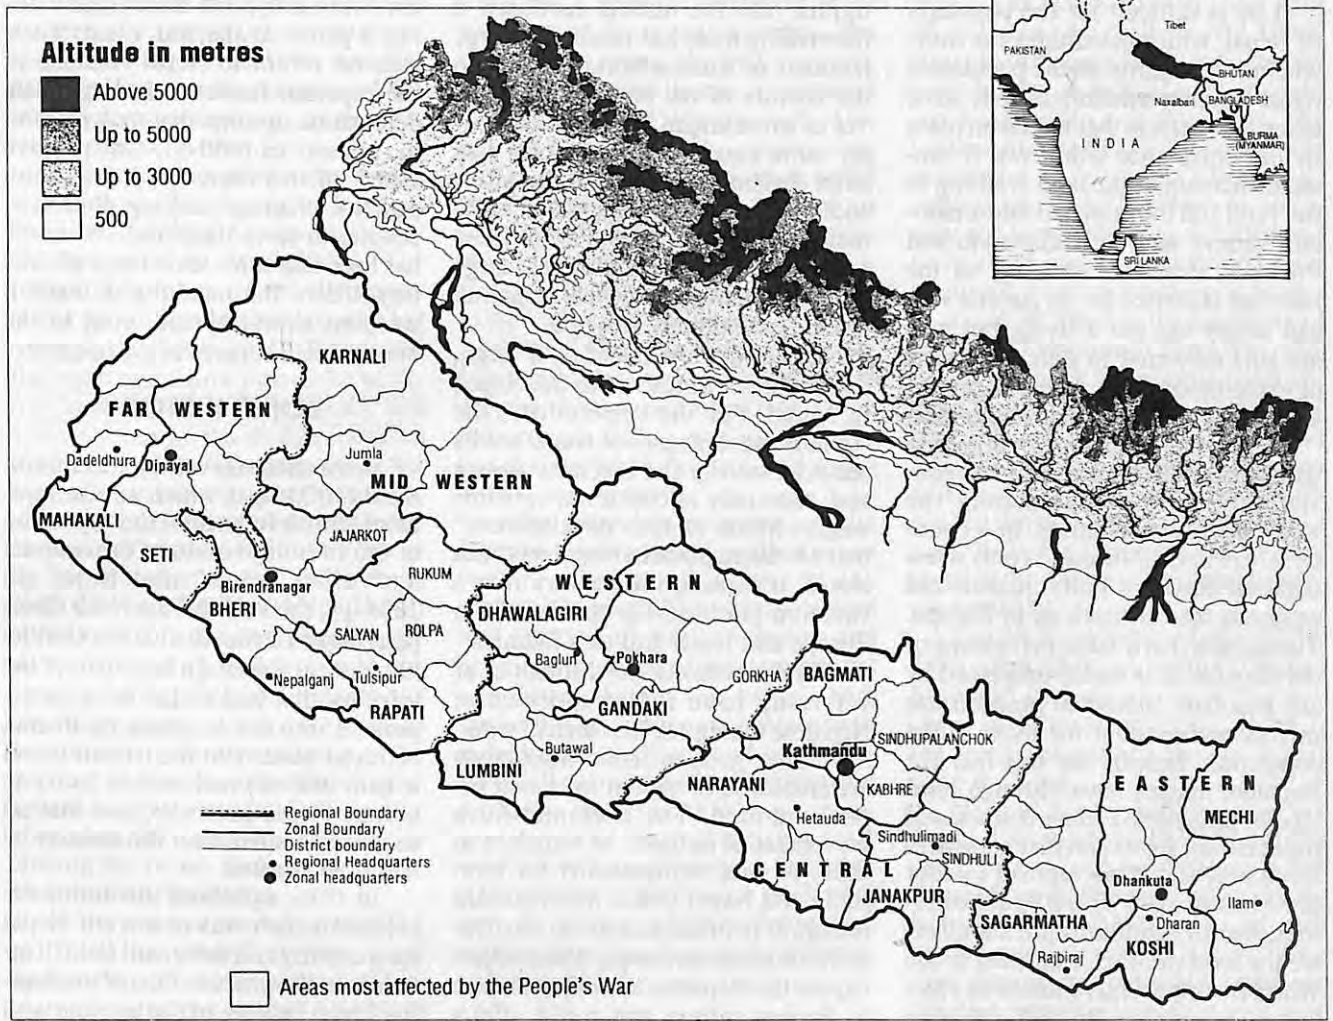 Altitude in metres
Above 5000
Up to 5000
Up to 3000
500
Tibet
PAKISTAN
BHUTAN
Naxalbari
BANGLADESH
INDIA
BURMA
(MYANMAR)
SRI LANKA
KARNALI
FAR WESTERN
Dadeldhura
Dipayal
Jumla
MID WESTERN
MAHAKALI
SETI
JAJARKOT
Birendranagar
RUKUM
BHERI
SALYAN
ROLPA
Nepalganj
Tulsipur
RAPATI
WESTERN
DHAWALAGIRI
Baglun
Pokhara
GORKHA
BAGMATI
GANDAKI
Butawal
LUMBINI
Kathmandu
SINDHUPALANCHOK
NARAYANI
KABHRE
Hetauda
Sindhulimadi
SINDHULI
CENTRAL
JANAKPUR
EASTERN
MECHI
Dhankuta
Ilam
SAGARMATHA
Dharan
KOSHI
Rajbiraj
Regional Boundary
Zonal Boundary
District boundary
Regional Headquarters
Zonal headquarters
Areas most affected by the People's War